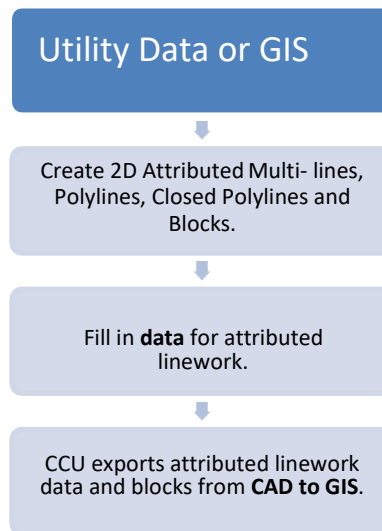 Utility Data or GIS
Create 2D Attributed Multi- lines,
Polylines, Closed Polylines and
Blocks.
Fill in data for attributed
linework.
CCU exports attributed linework
data and blocks from CAD to GIS.